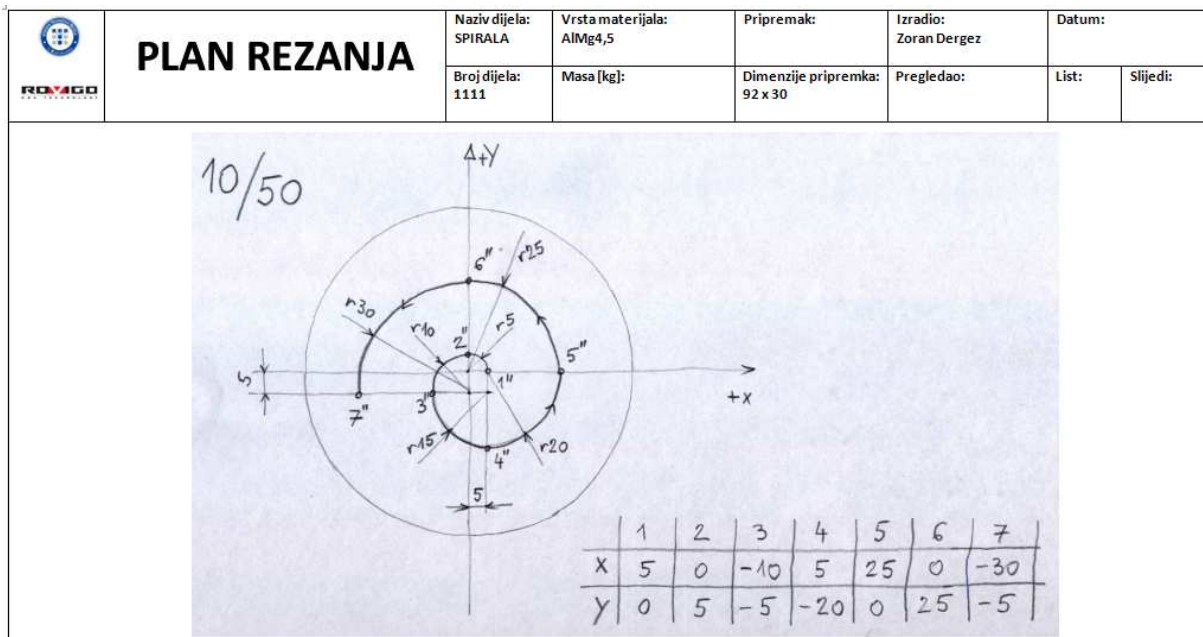 PLAN REZANJA
Naziv dijela:
SPIRALA
Vrsta materijala:
AlMg4,5
Pripremak:
Izradio:
Zoran Dergez
Datum:
Broj dijela:
1111
Masa [kg]:
Dimenzije pripremka:
92 x 30
Pregledao:
List:
Slijedi:
ROVAGO
10/50
+Y
6"
r25
r30
r10
2"
r5
5"
5
1"
+x
7"
3"
r15
4"
r20
5
1 2 3 4 5 6 7
X 5 0 -10 5 25 0 -30
Y 0 5 -5 -20 0 25 -5